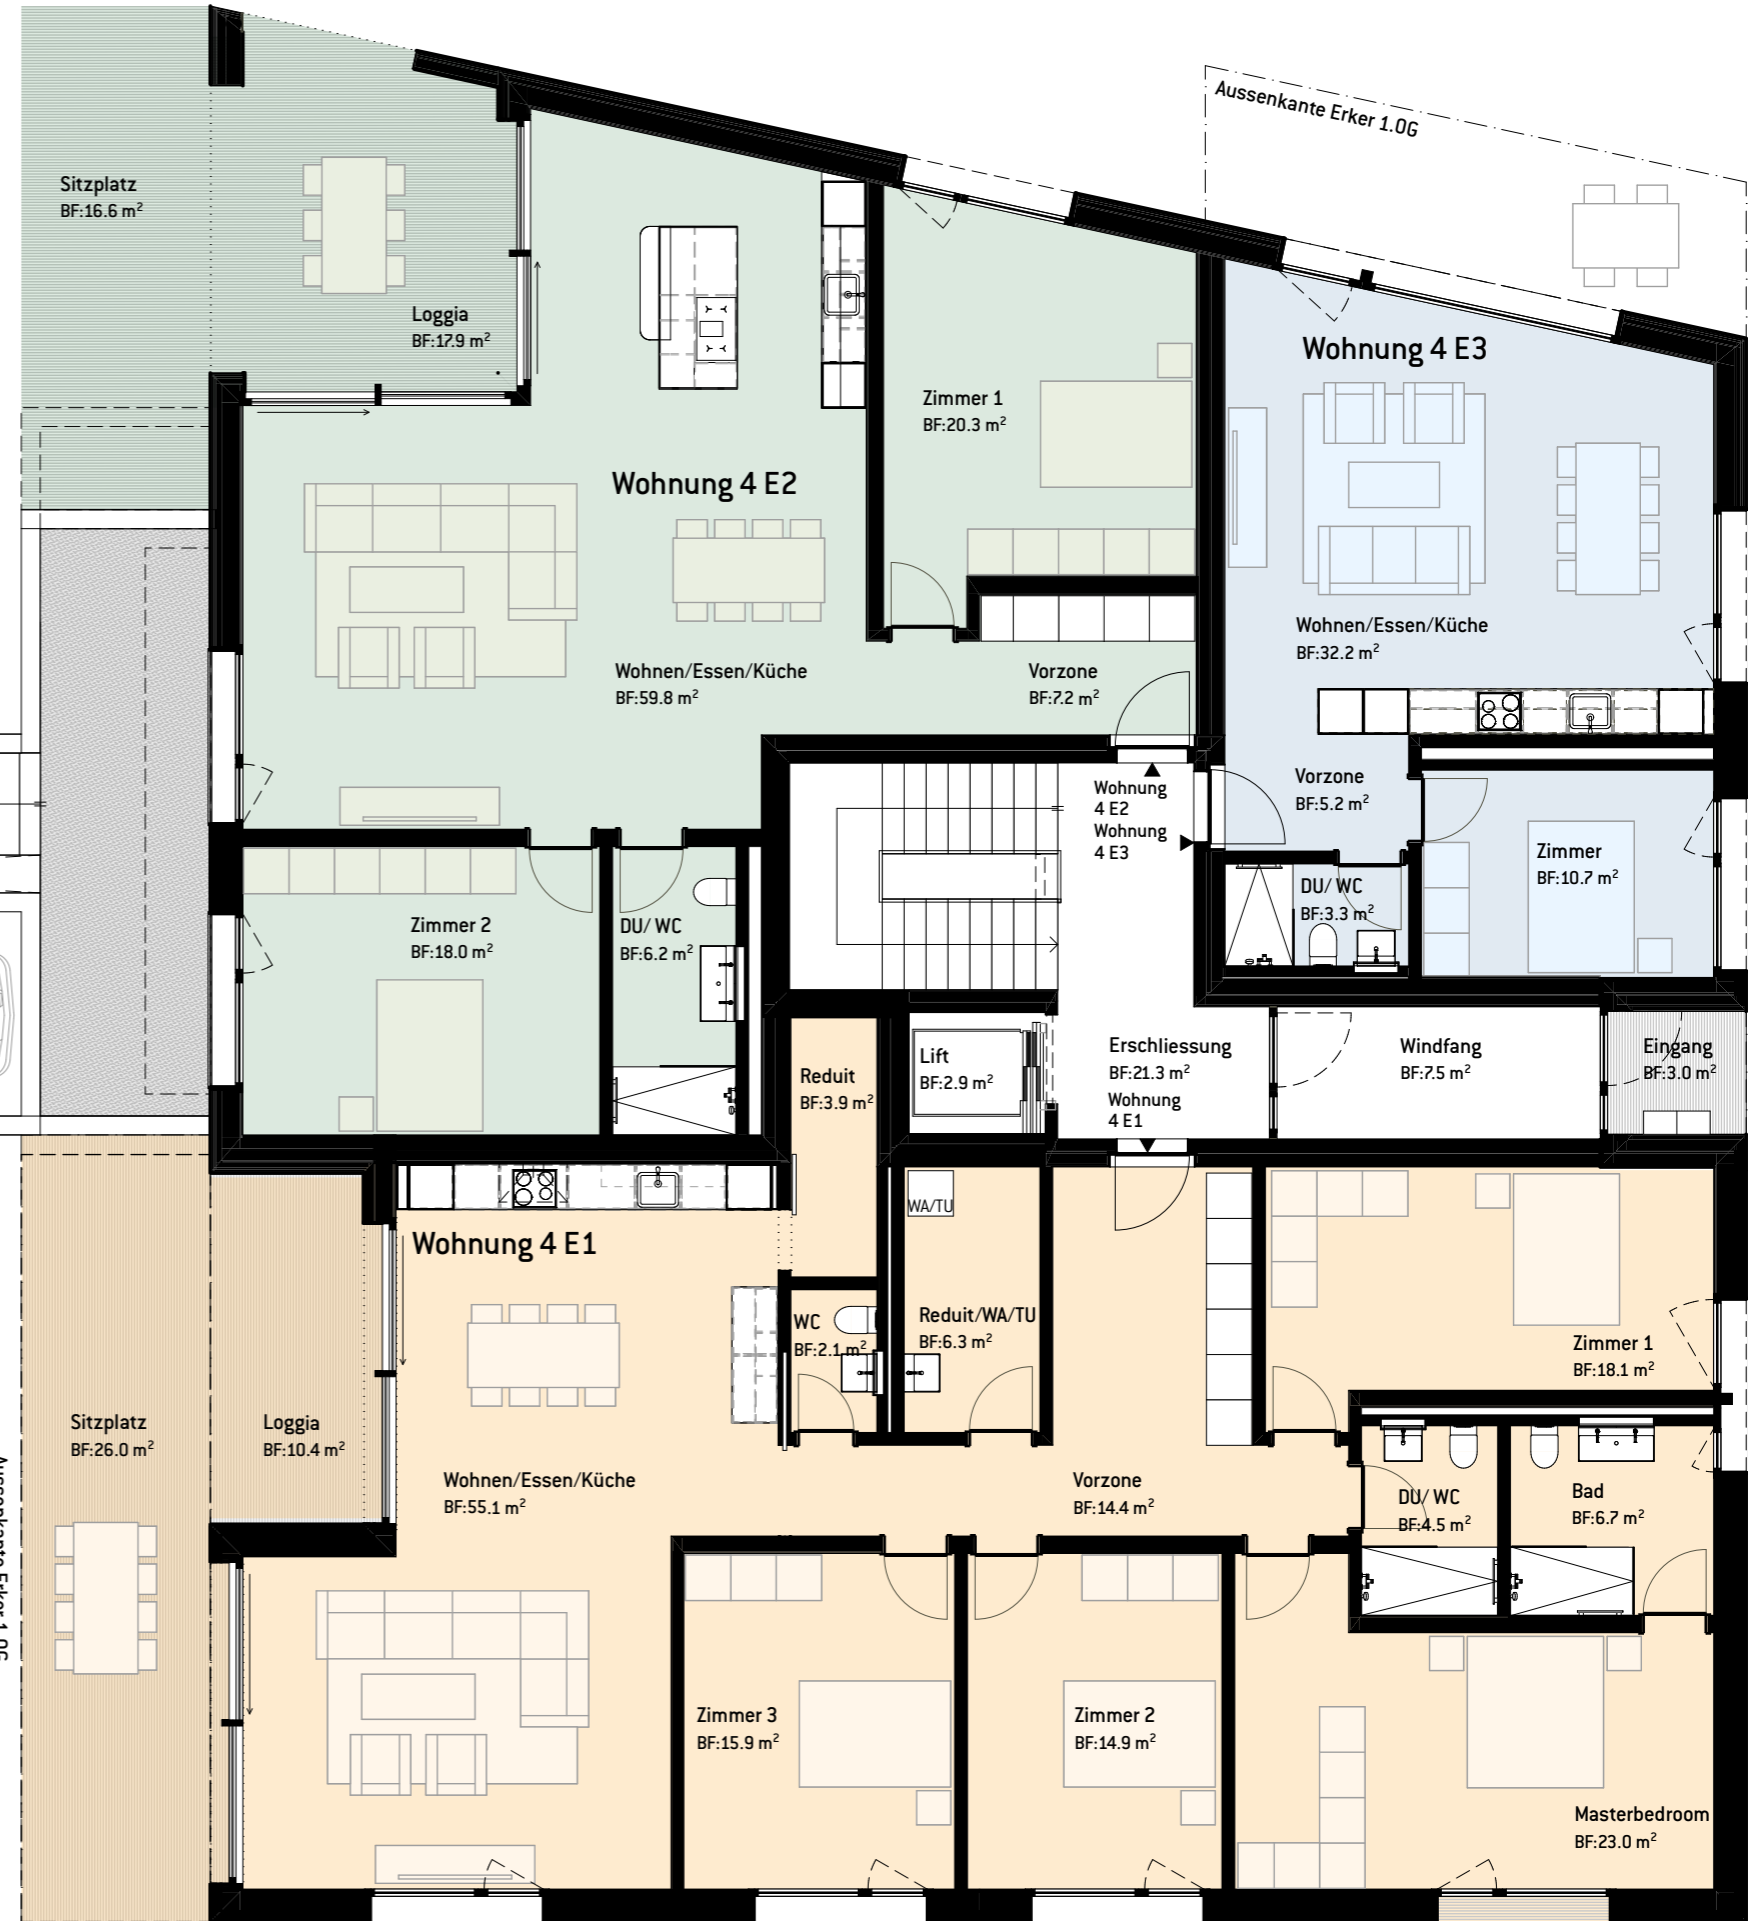 Aussenkante Erker 1.OG
Sitzplatz
BF:16.6 m²
Loggia
BF:17.9 m²
Wohnung 4 E3
Zimmer 1
BF:20.3 m²
Wohnung 4 E2
Wohnen/Essen/Küche
BF:32.2 m²
Wohnen/Essen/Küche
BF:59.8 m²
Vorzone
BF:7.2 m²
Wohnung
4 E2
Wohnung
4 E3
Vorzone
BF:5.2 m²
Zimmer
BF:10.7 m²
DU/ WC
BF:3.3 m²
Zimmer 2
BF:18.0 m²
DU/ WC
BF:6.2 m²
Reduit
BF:3.9 m²
Lift
BF:2.9 m²
Erschliessung
BF:21.3 m²
Wohnung
4 E1
Windfang
BF:7.5 m²
Eingang
BF:3.0 m²
WA/TU
Wohnung 4 E1
WC
BF:2.1 m²
Reduit/WA/TU
BF:6.3 m²
Zimmer 1
BF:18.1 m²
Sitzplatz
BF:26.0 m²
Loggia
BF:10.4 m²
Wohnen/Essen/Küche
BF:55.1 m²
Vorzone
BF:14.4 m²
DU/ WC
BF:4.5 m²
Bad
BF:6.7 m²
Aussenkante Erker 1.OG
Zimmer 3
BF:15.9 m²
Zimmer 2
BF:14.9 m²
Masterbedroom
BF:23.0 m²